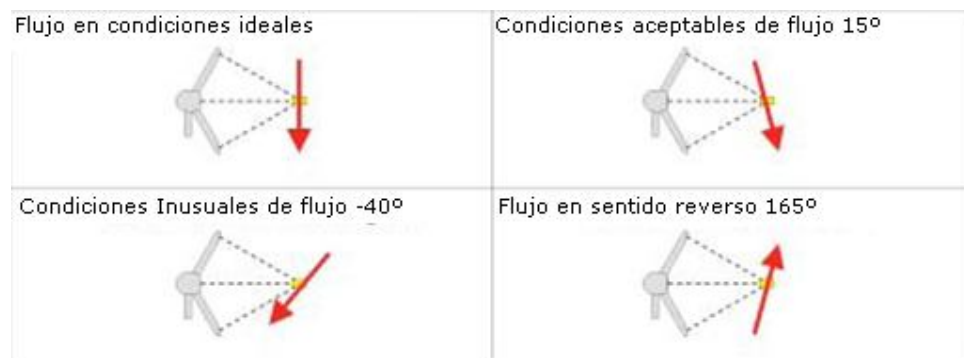 Flujo en condiciones ideales
Condiciones aceptables de flujo 15º
Condiciones Inusuales de flujo -40º
Flujo en sentido reverso 165º